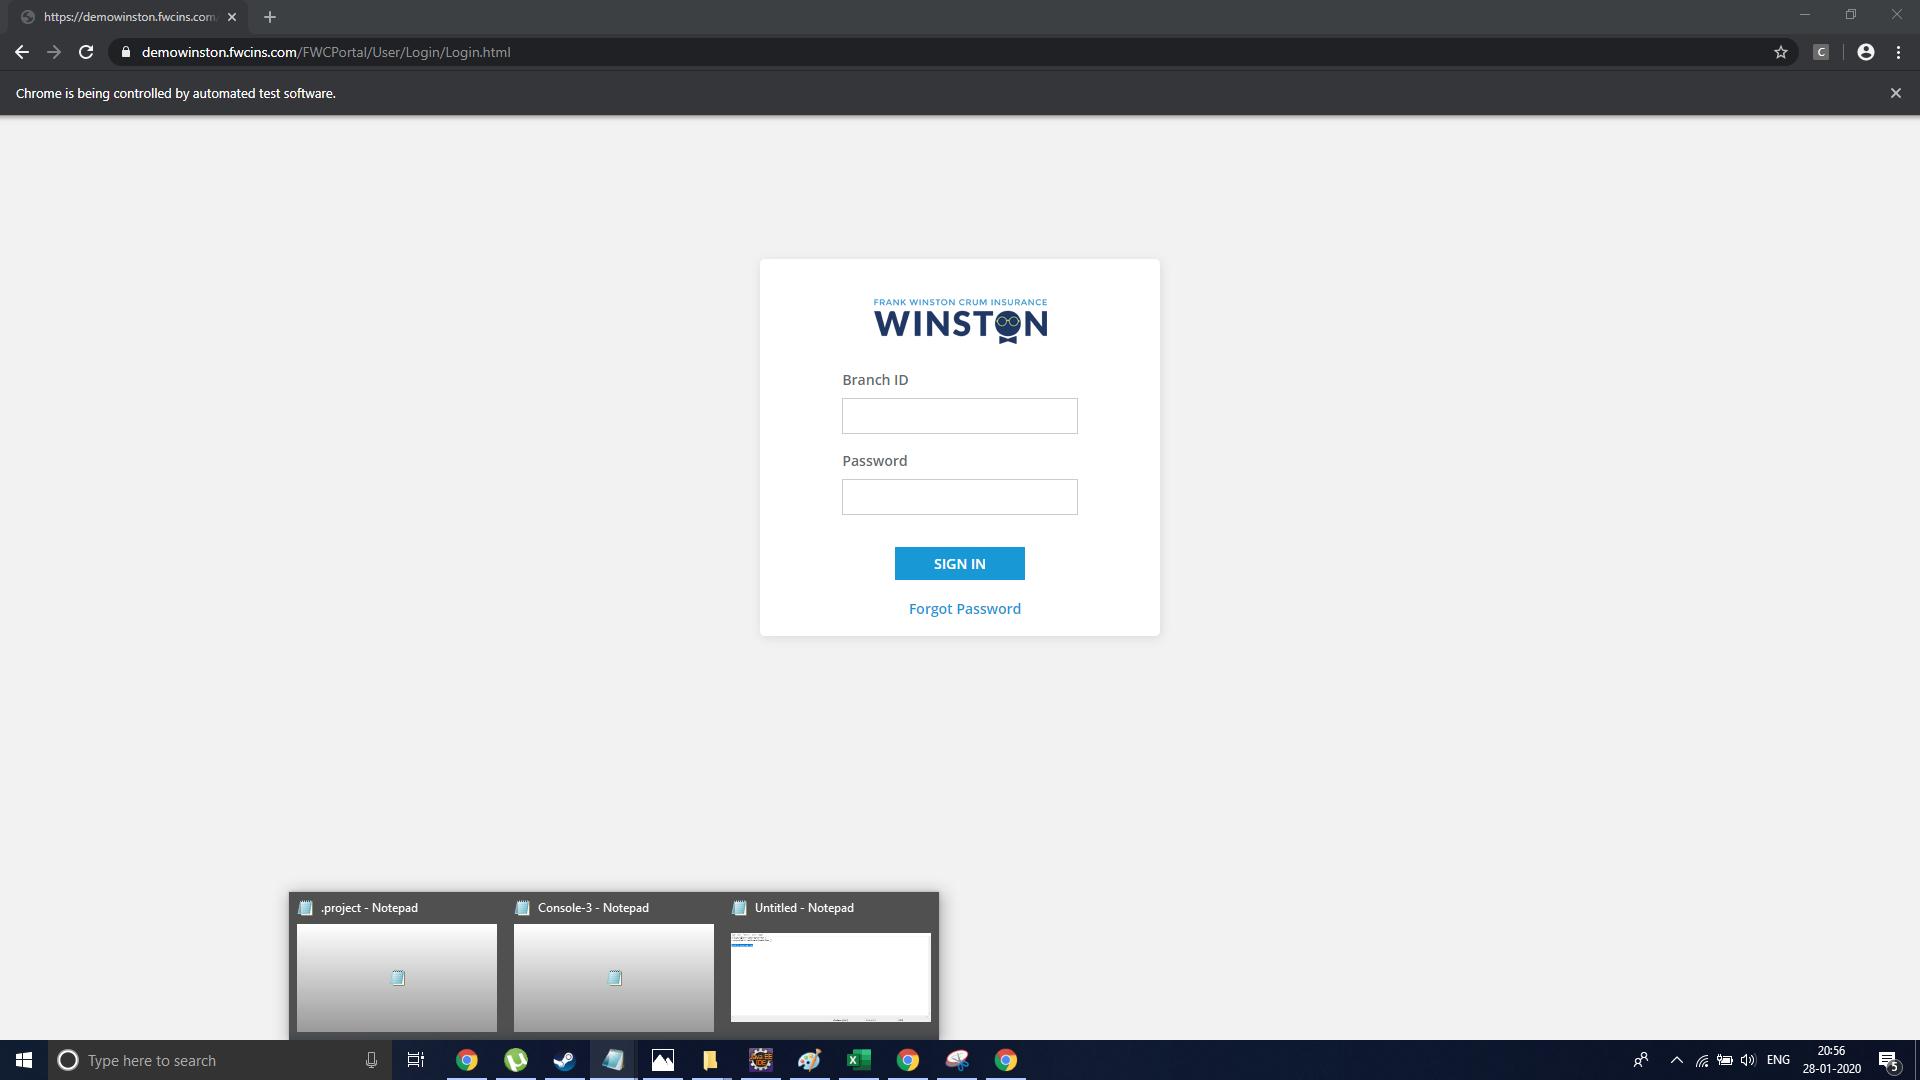 https://demowinston.fwcins.com/
demowinston.fwcins.com/FWCPortal/User/Login/Login.html
C
Chrome is being controlled by automated test software.
FRANK WINSTON CRUM INSURANCE
WINSTON
Branch ID
Password
SIGN IN
Forgot Password
.project - Notepad
Console-3 - Notepad
Untitled - Notepad
Type here to search
ENG
20:56
28-01-2020
5